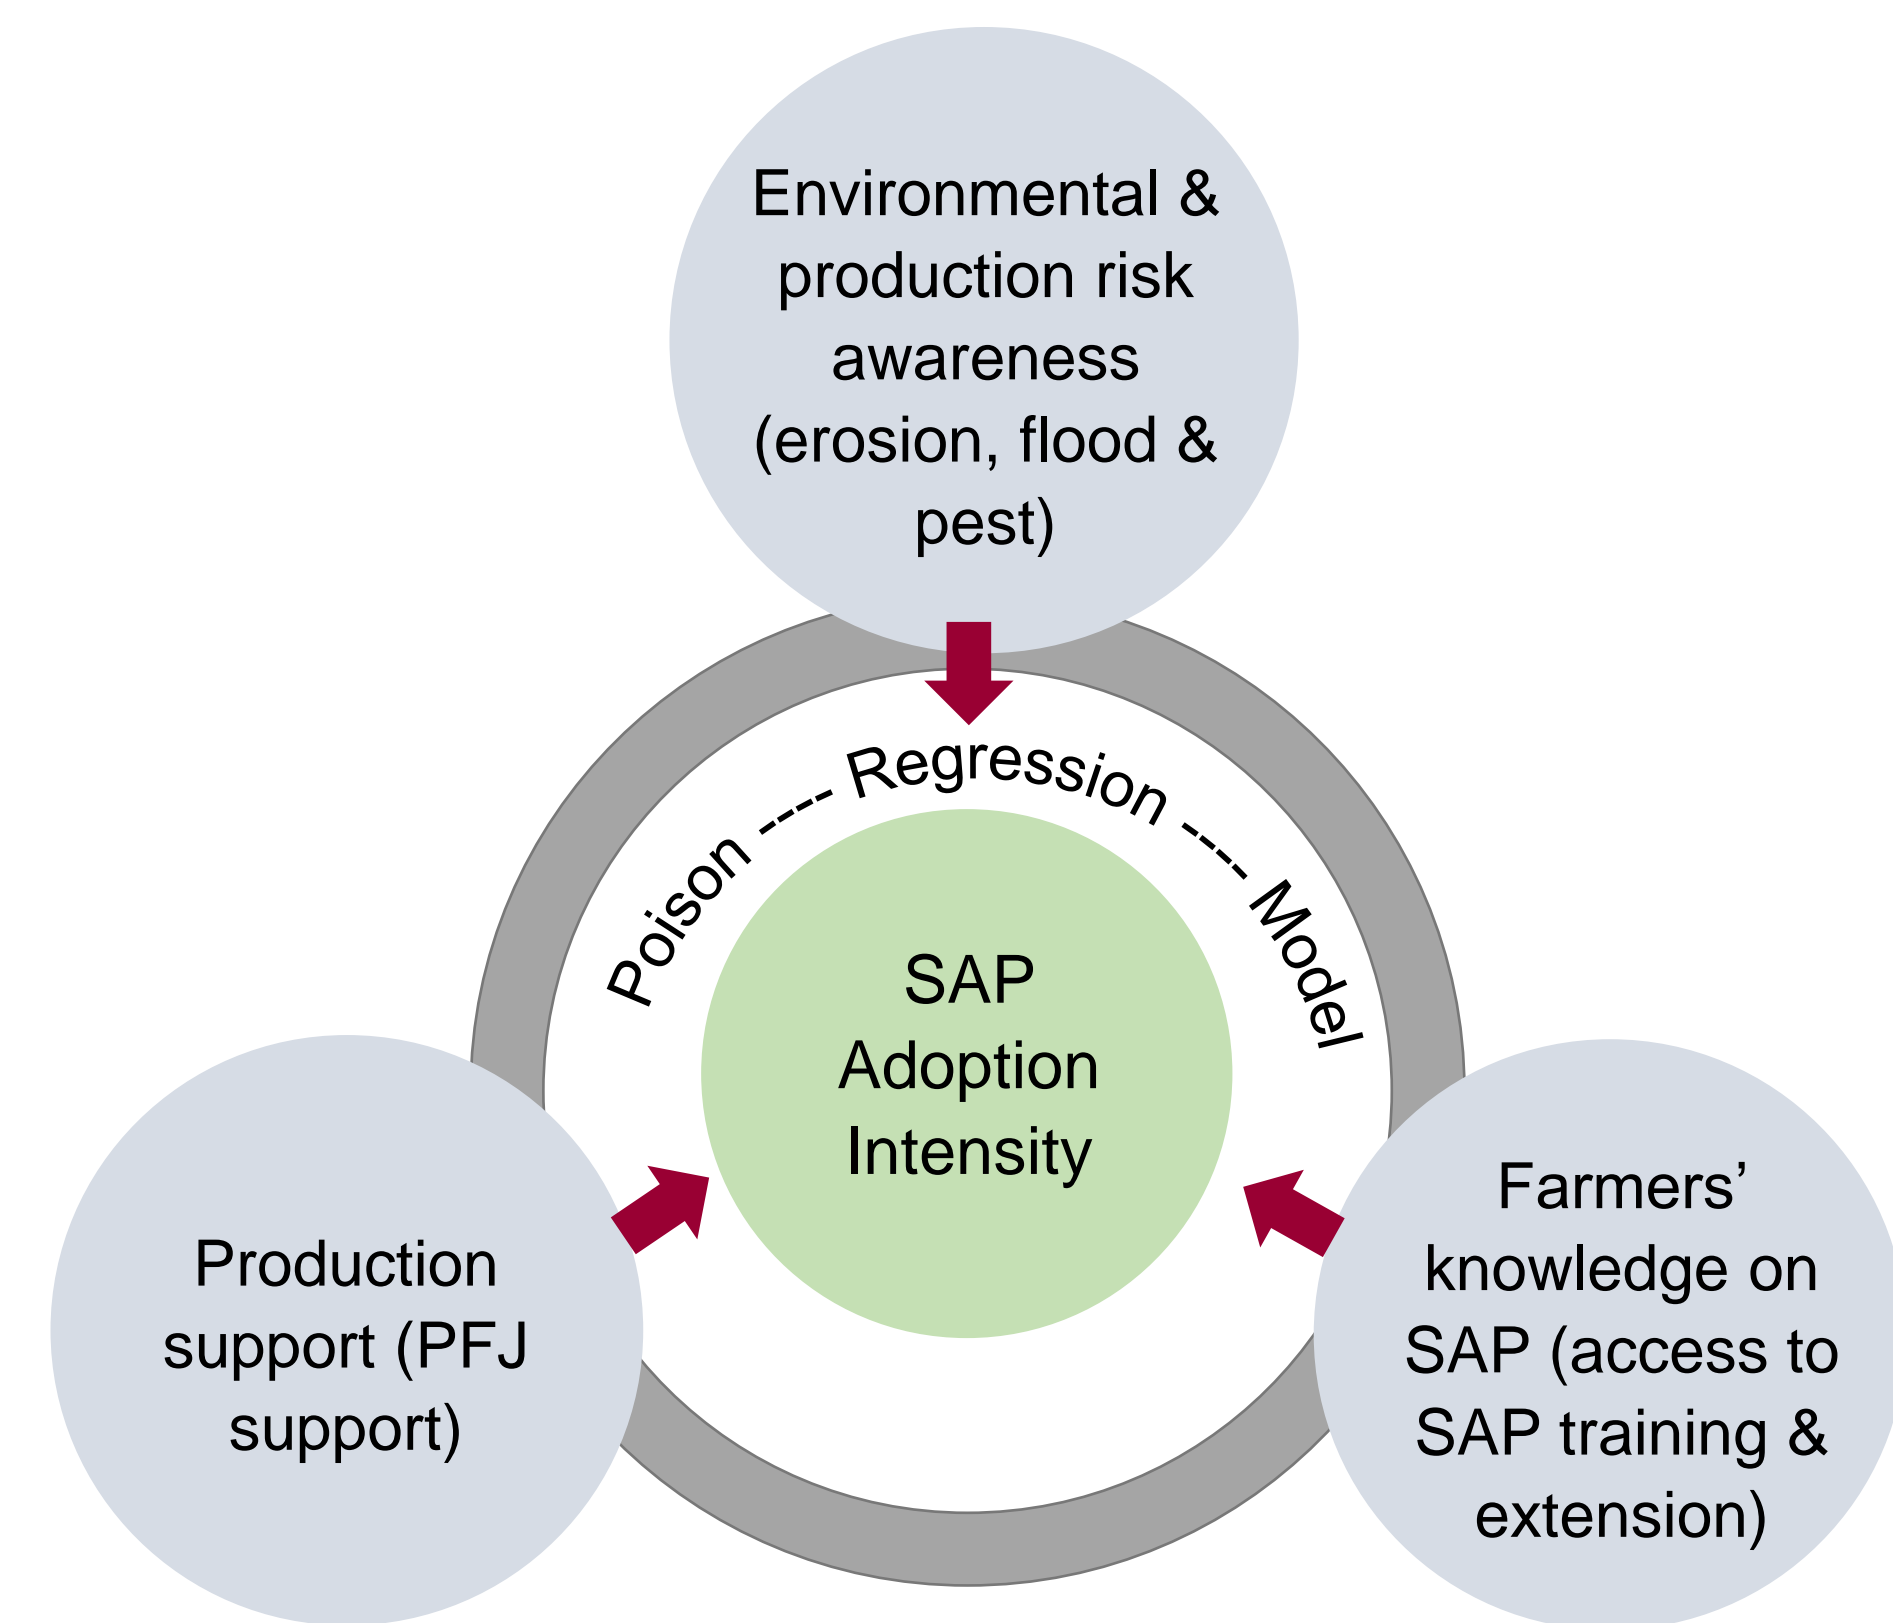 Environmental &
production risk
awareness
(erosion, flood &
pest)
Poison ---- Regression ----- Model
SAP
Adoption
Intensity
Production
support (PFJ
support)
Farmers’
knowledge on
SAP (access to
SAP training &
extension)